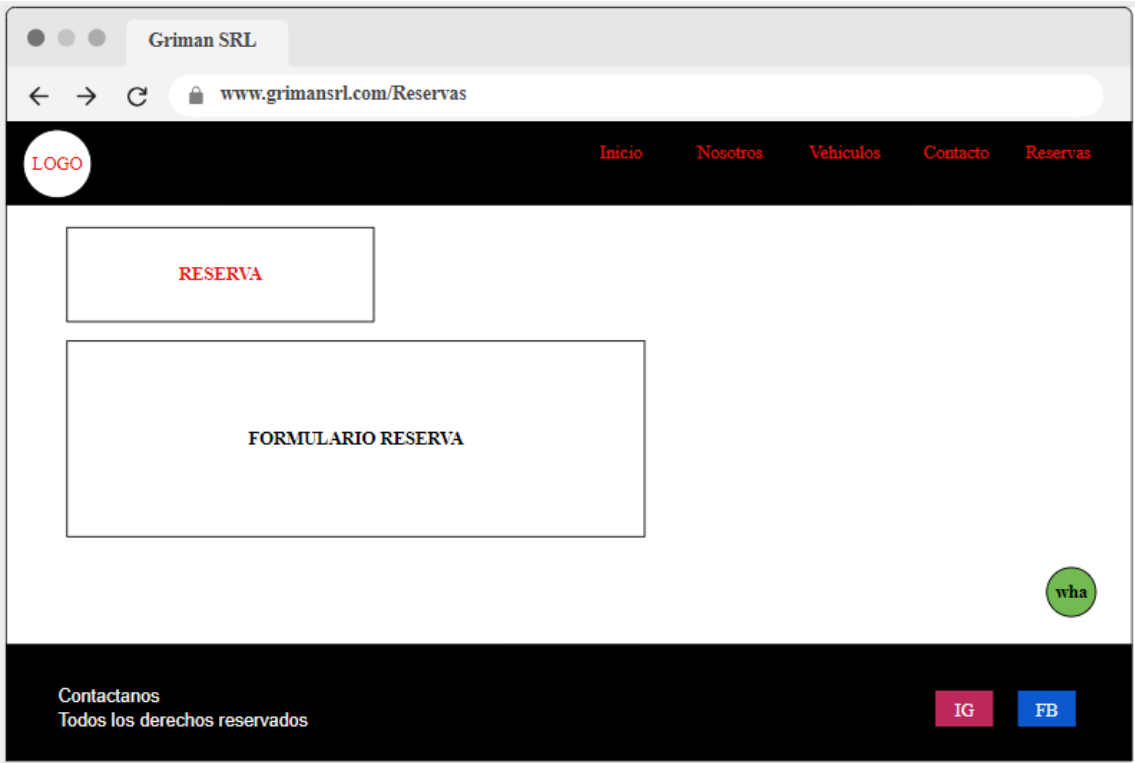 Griman SRL
www.grimansrl.com/Reservas
LOGO
Inicio Nosotros Vehiculos Contacto Reservas
RESERVA
FORMULARIO RESERVA
wha
Contactanos
Todos los derechos reservados
IG FB